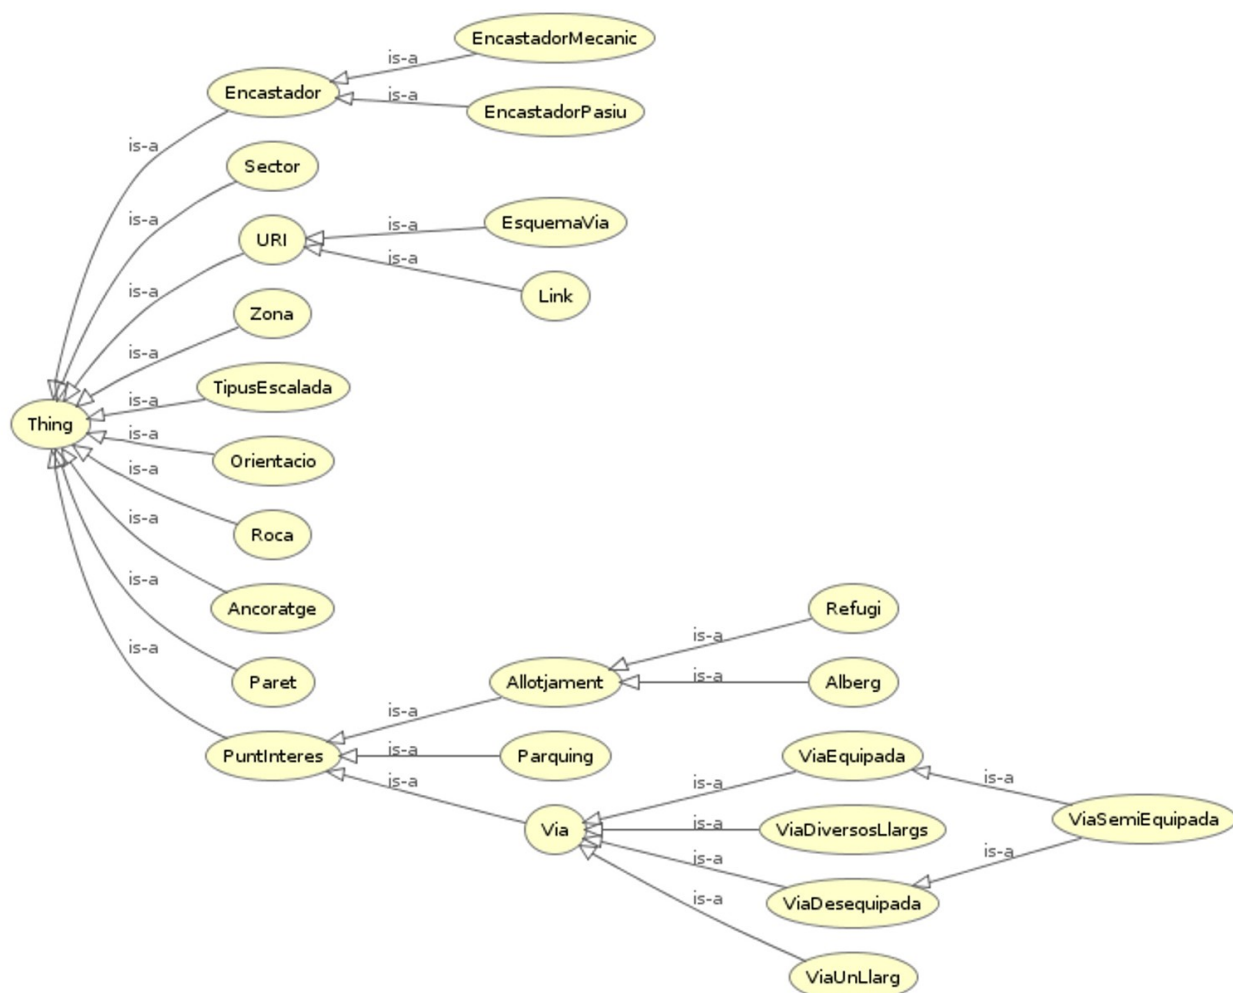 EncastadorMecanic
is-a
Encastador
is-a
EncastadorPasiu
is-a
Sector
is-a
EsquemaVia
is-a
URI
is-a
Link
is-a
Zona
is-a
TipusEscalada
is-a
Thing
is-a
Orientacio
is-a
Roca
is-a
Ancoratge
is-a
Refugi
is-a
is-a
Paret
Allotjament
is-a
Alberg
is-a
is-a
PuntInteres
is-a
Parquing
ViaEquipada
is-a
is-a
is-a
Via
is-a
ViaDiversosLlargs
ViaSemiEquipada
is-a
is-a
ViaDesequipada
is-a
ViaUnLlarg